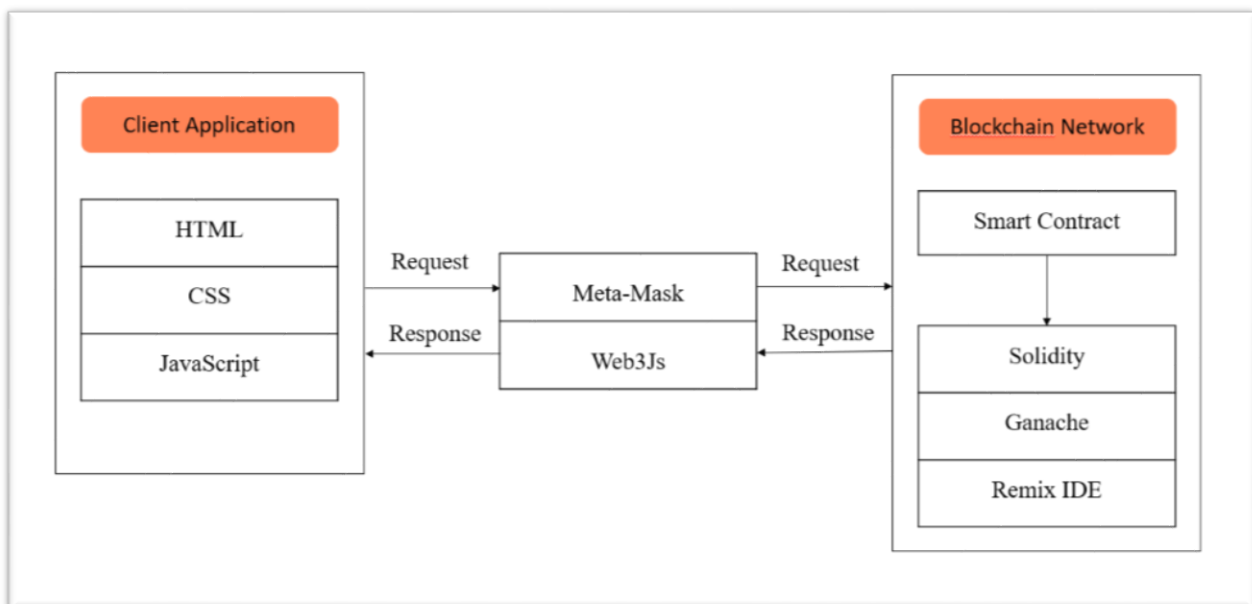 Client Application
HTML
CSS
JavaScript
Request
Response
Meta-Mask
Web3Js
Request
Response
Blockchain Network
Smart Contract
Solidity
Ganache
Remix IDE